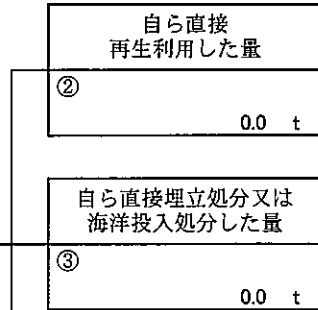 自ら直接
再生利用した量
②
0.0 t
自ら直接埋立処分又は
海洋投入処分した量
③
0.0 t